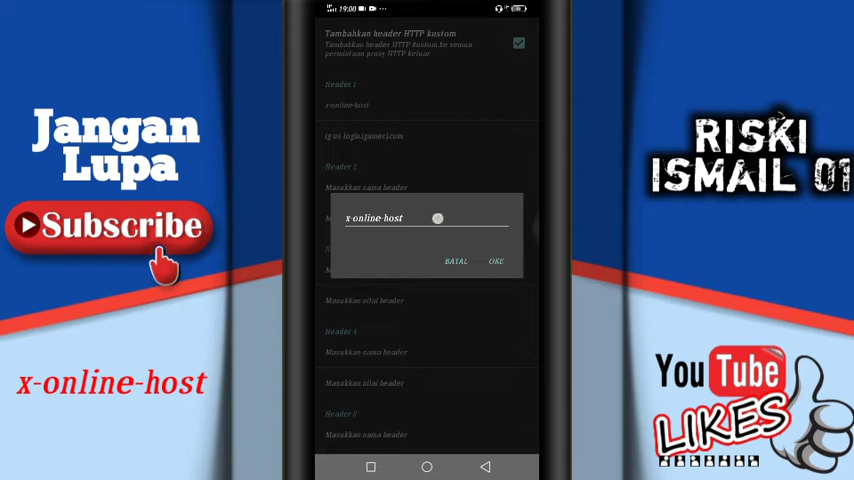 19:00
Tambahkan header HTTP kustom
Tambahkan header HTTP kustom ke semua
permintaan proxy HTTP keluar
Header 1
x-online-host
ig-us-login.igamecj.com
Header 2
Masukkan nama header
x-online-host
BATAL OKE
Masukkan nilai header
Header 4
Masukkan nama header
Masukkan nilai header
Header 5
Masukkan nama header
Jangan
Lupa
Subscribe
x-online-host
RISKI
ISMAIL 01
YouTube
LIKES